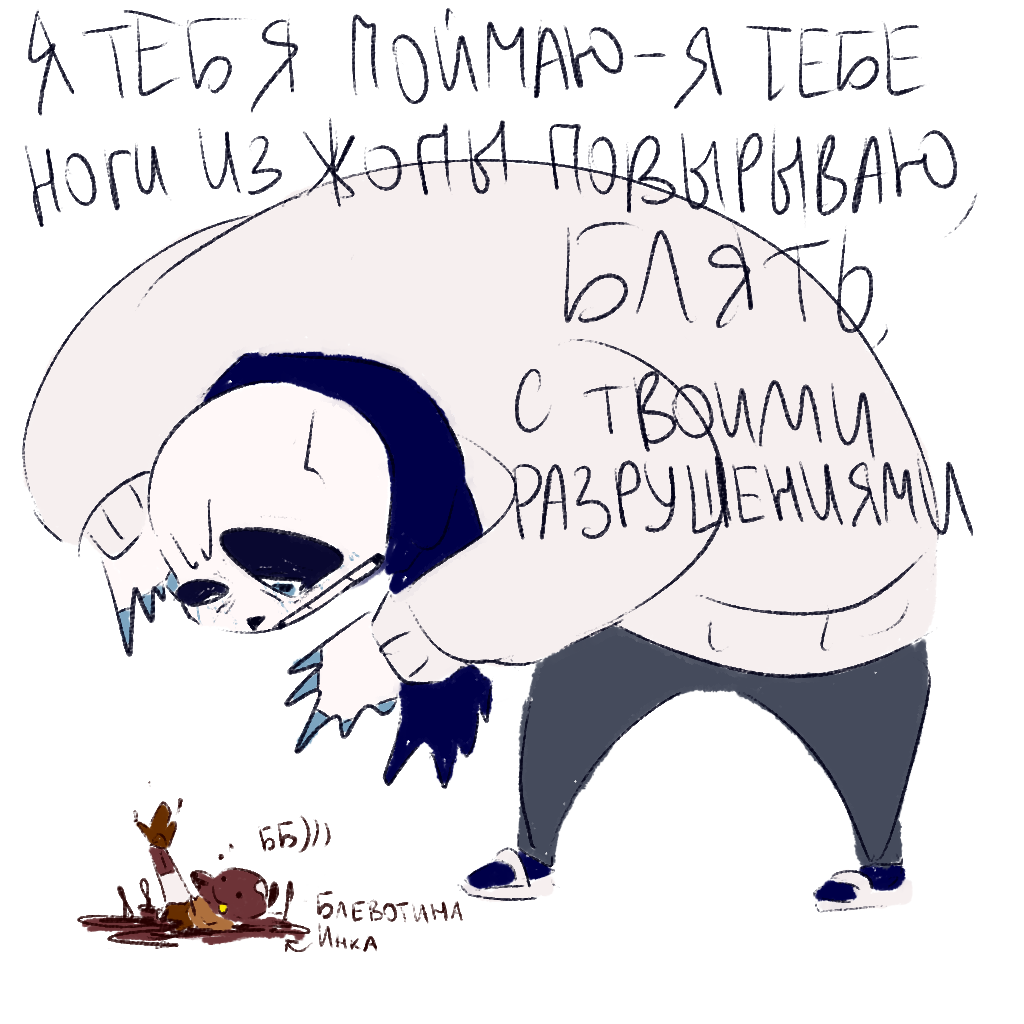 Я ТЕБЯ ПОЙМАЮ-Я ТЕБЕ
НОГИ ИЗ ЖОПЫ ПОВЫРЫВАЮ,
БЛЯТЬ,
С ТВОИМИ
РАЗРУШЕНИЯМИ
ББ)))
БЛЕВОТИНА
ИНКА